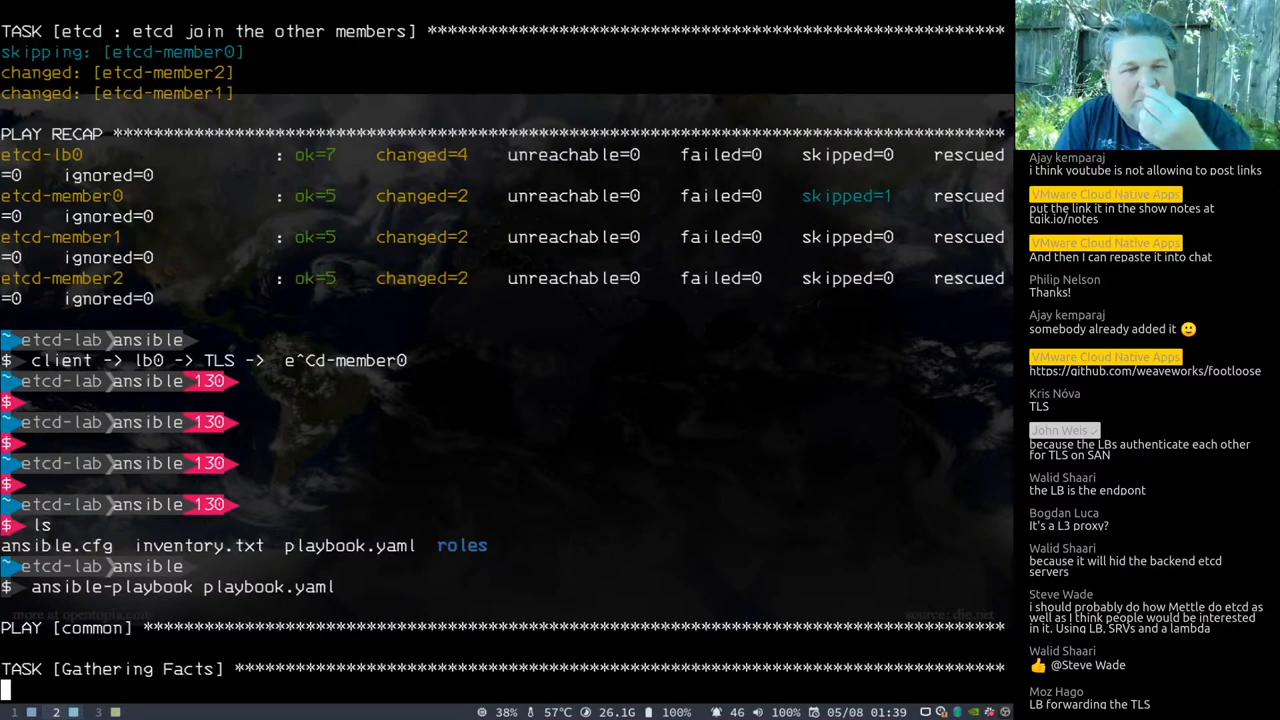 TASK [etcd : etcd join the other members] *********************************************************
skipping: [etcd-member0]
changed: [etcd-member2]
changed: [etcd-member1]
PLAY RECAP ****************************************************************************************
etcd-lb0 : ok=7 changed=4 unreachable=0 failed=0 skipped=0 rescued
=0 ignored=0
etcd-member0 : ok=5 changed=2 unreachable=0 failed=0 skipped=1 rescued
=0 ignored=0
etcd-member1 : ok=5 changed=2 unreachable=0 failed=0 skipped=0 rescued
=0 ignored=0
etcd-member2 : ok=5 changed=2 unreachable=0 failed=0 skipped=0 rescued
=0 ignored=0
~ etcd-lab ansible
$ client -> lb0 -> TLS -> e^Cd-member0
~ etcd-lab ansible 130
$
~ etcd-lab ansible 130
$
~ etcd-lab ansible 130
$
~ etcd-lab ansible 130
$ ls
ansible.cfg inventory.txt playbook.yaml roles
~ etcd-lab ansible
$ ansible-playbook playbook.yaml
source: die.net
PLAY [common] *************************************************************************************
TASK [Gathering Facts] ****************************************************************************
1 2 3 38% 57℃ 26.1G 100% 46 100% 05/08 01:39
Ajay kemparaj
i think youtube is not allowing to post links
VMware Cloud Native Apps
put the link it in the show notes at
tgik.io/notes
VMware Cloud Native Apps
And then I can repaste it into chat
Philip Nelson
Thanks!
Ajay kemparaj
somebody already added it 🙂
VMware Cloud Native Apps
https://github.com/weaveworks/footloose
Kris Nóva
TLS
John Weis ✓
because the LBs authenticate each other
for TLS on SAN
Walid Shaari
the LB is the endpont
Bogdan Luca
It's a L3 proxy?
Walid Shaari
because it will hid the backend etcd
servers
Steve Wade
i should probably do how Mettle do etcd as
well as I think people would be interested
in it. Using LB, SRVs and a lambda
Walid Shaari
👍 @Steve Wade
Moz Hago
LB forwarding the TLS